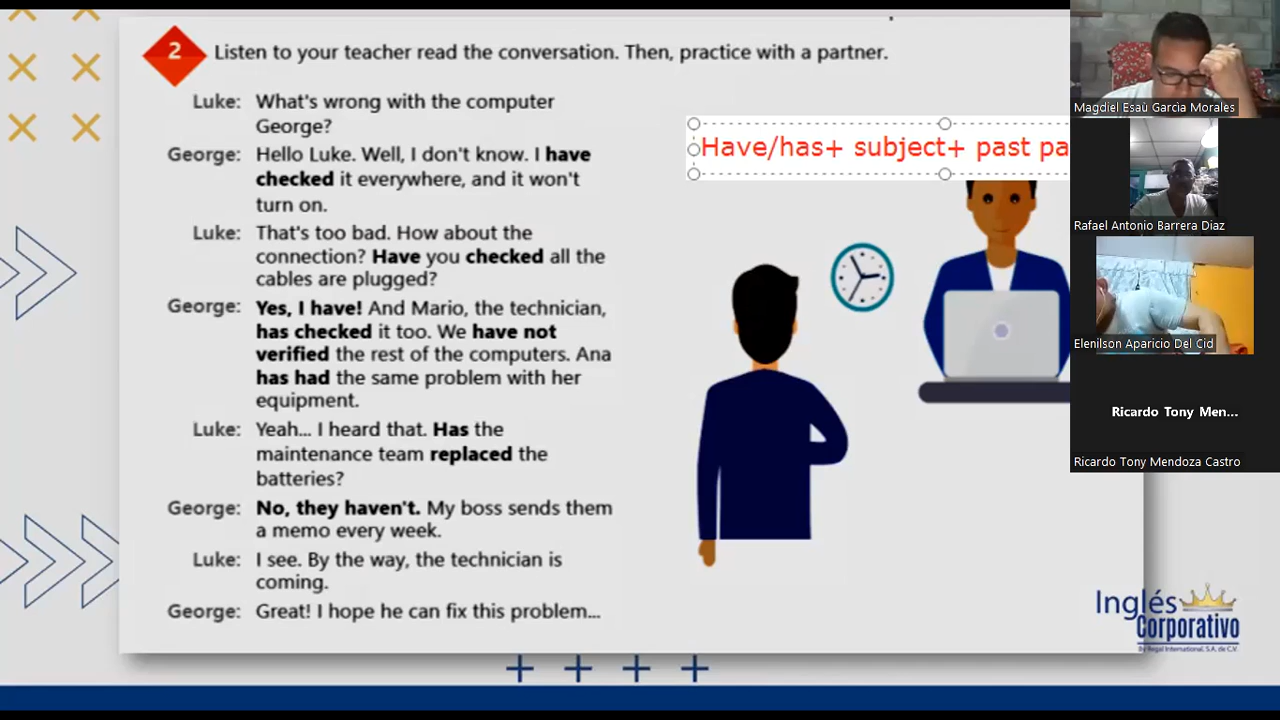 2 Listen to your teacher read the conversation. Then, practice with a partner.
Luke: What's wrong with the computer
George?
George: Hello Luke. Well, I don't know. I have
checked it everywhere, and it won't
turn on.
Luke: That's too bad. How about the
connection? Have you checked all the
cables are plugged?
George: Yes, I have! And Mario, the technician,
has checked it too. We have not
verified the rest of the computers. Ana
has had the same problem with her
equipment.
Luke: Yeah... I heard that. Has the
maintenance team replaced the
batteries?
George: No, they haven't. My boss sends them
a memo every week.
Luke: I see. By the way, the technician is
coming.
George: Great! I hope he can fix this problem...
Have/has+ subject+ past pa
Magdiel Esaù Garcìa Morales
Rafael Antonio Barrera Diaz
Elenilson Aparicio Del Cid
Ricardo Tony Men...
Ricardo Tony Mendoza Castro
Inglés
Corporativo
By Regal International, S.A. de C.V.